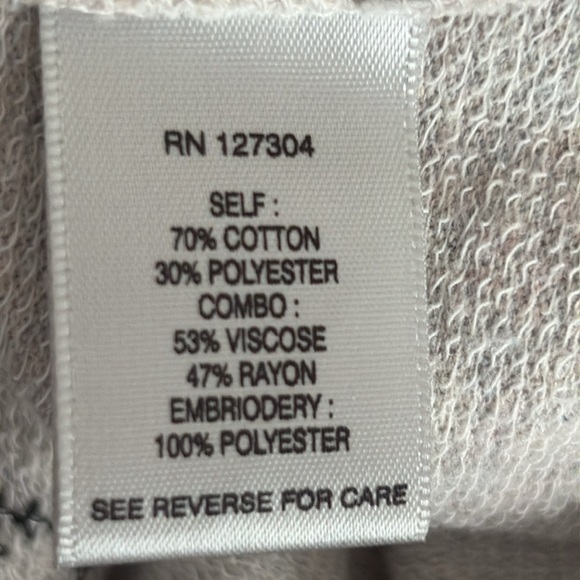 RN 127304
SELF :
70% COTTON
30% POLYESTER
COMBO :
53% VISCOSE
47% RAYON
EMBRIODERY :
100% POLYESTER
SEE REVERSE FOR CARE